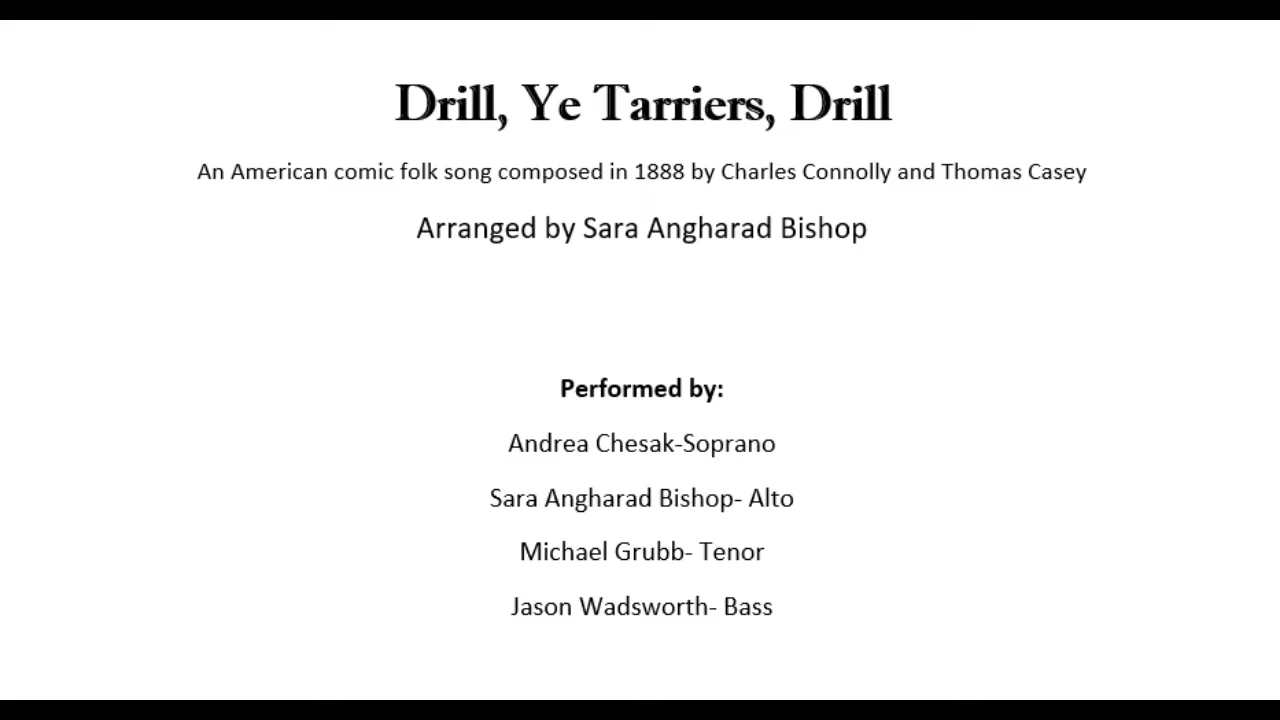 Drill, Ye Tarriers, Drill
An American comic folk song composed in 1888 by Charles Connolly and Thomas Casey
Arranged by Sara Angharad Bishop
Performed by:
Andrea Chesak-Soprano
Sara Angharad Bishop- Alto
Michael Grubb- Tenor
Jason Wadsworth- Bass